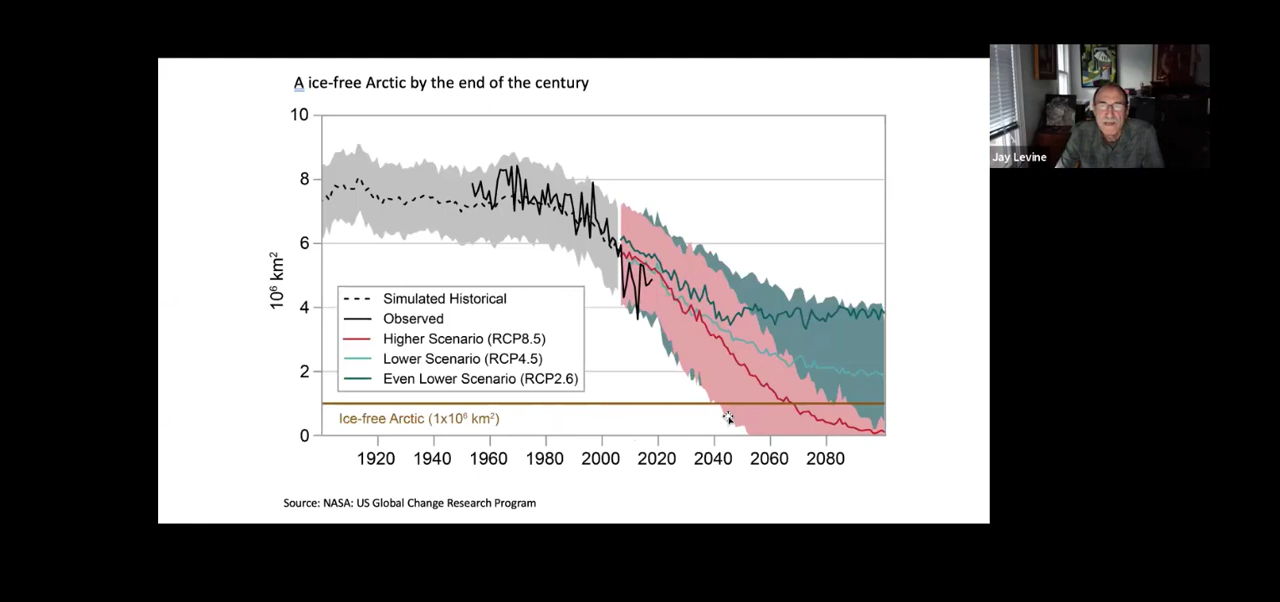 A ice-free Arctic by the end of the century
10
8
6
4
2
0
10⁶ km²
Simulated Historical
Observed
Higher Scenario (RCP8.5)
Lower Scenario (RCP4.5)
Even Lower Scenario (RCP2.6)
Ice-free Arctic (1x10⁶ km²)
1920 1940 1960 1980 2000 2020 2040 2060 2080
Source: NASA: US Global Change Research Program
Jay Levine